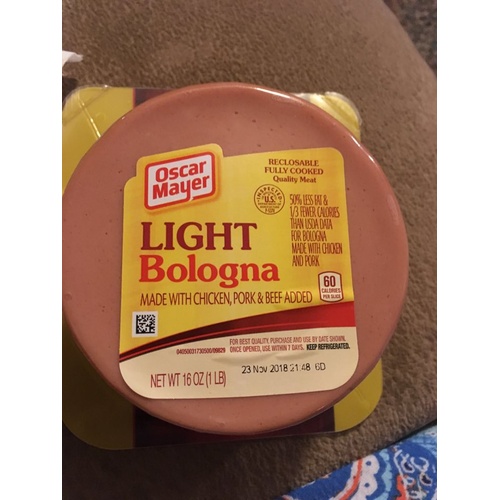 Oscar
Mayer
RECLOSABLE
FULLY COOKED
Quality Meat
INSPECTED
U.S.
50% LESS FAT &
1/3 FEWER CALORIES
THAN USDA DATA
FOR BOLOGNA
MADE WITH CHICKEN
AND PORK
LIGHT
Bologna
MADE WITH CHICKEN, PORK & BEEF ADDED
60
CALORIES
PER SLICE
FOR BEST QUALITY, PURCHASE AND USE BY DATE SHOWN.
ONCE OPENED, USE WITHIN 7 DAYS. KEEP REFRIGERATED.
23 Nov 2018 21:48 6D
NET WT 16 OZ (1 LB)